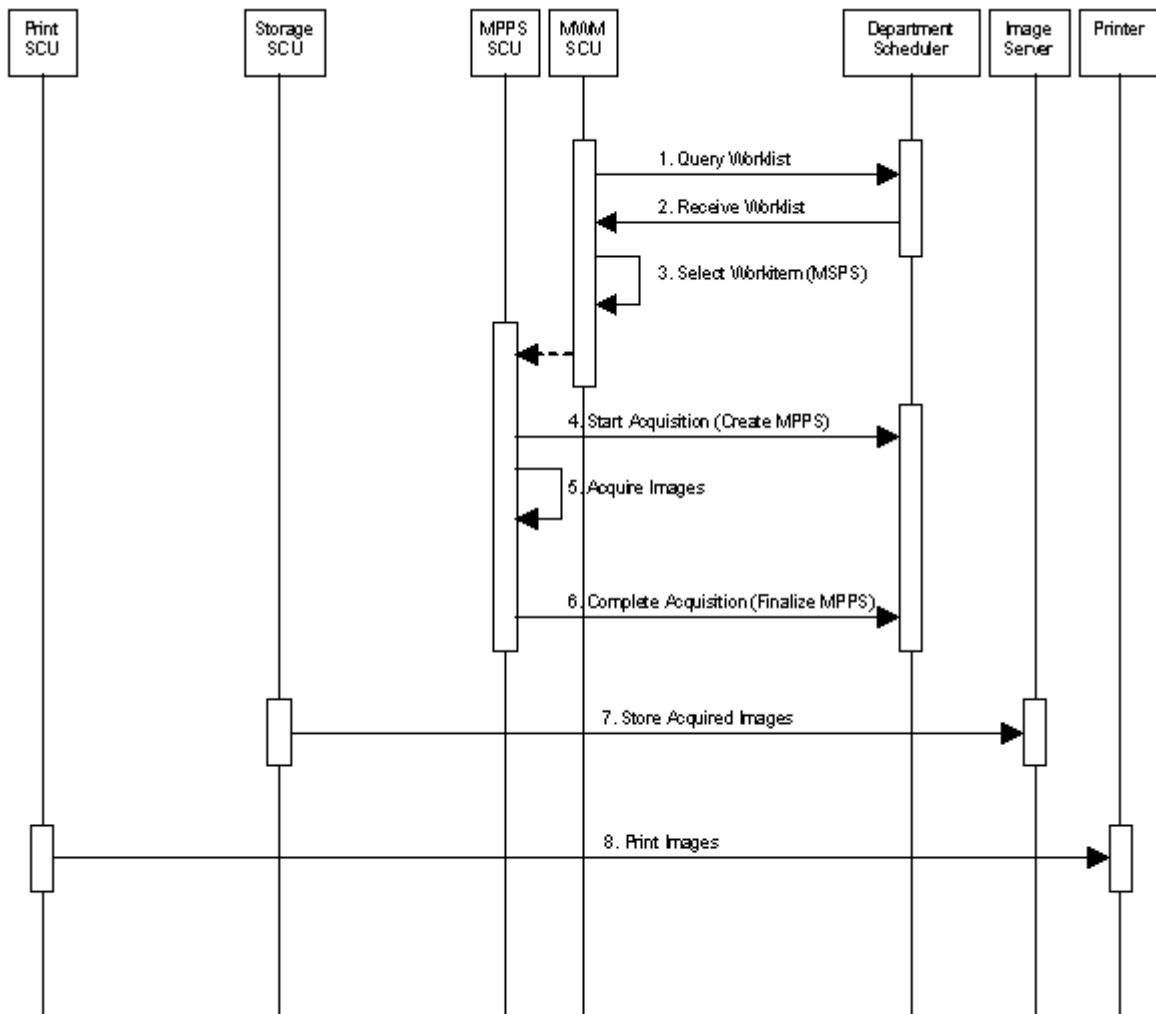 Print
SCU
Storage
SCU
MPPS
SCU
MWM
SCU
Department
Scheduler
Image
Server
Printer
1. Query Worklist
2. Receive Worklist
3. Select Workitem (MSPS)
4. Start Acquisition (Create MPPS)
5. Acquire Images
6. Complete Acquisition (Finalize MPPS)
7. Store Acquired Images
8. Print Images